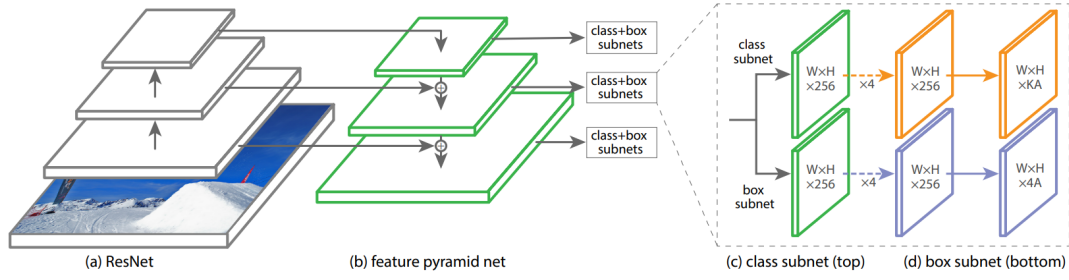 class+box
subnets
class+box
subnets
class+box
subnets
class
subnet
W×H
×256
×4
W×H
×256
W×H
×KA
box
subnet
W×H
×256
×4
W×H
×256
W×H
×4A
(a) ResNet
(b) feature pyramid net
(c) class subnet (top)
(d) box subnet (bottom)